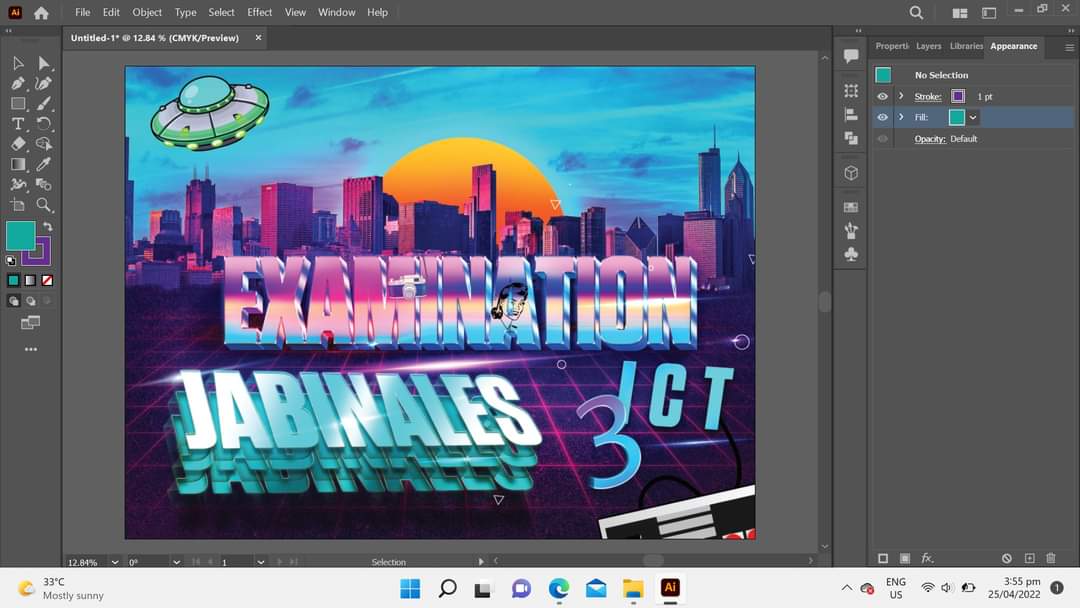 Ai File Edit Object Type Select Effect View Window Help
Untitled-1* @ 12.84 % (CMYK/Preview) ×
Properti Layers Libraries Appearance
No Selection
Stroke: 1 pt
Fill:
Opacity: Default
EXAMINATION
JABINALES
JABINALES
ICT
3
12.84% 0° 1 Selection
fx.
33°C
Mostly sunny
Ai
ENG
US
3:55 pm
25/04/2022
1